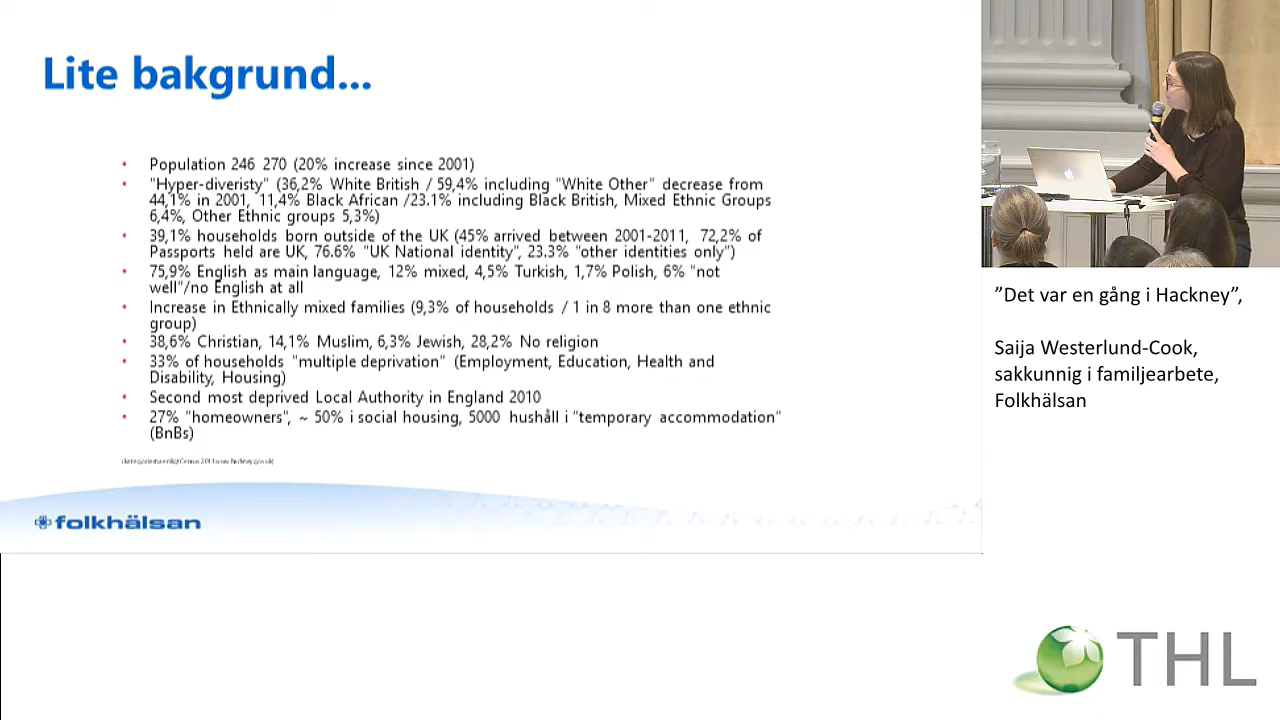 Lite bakgrund...
• Population 246 270 (20% increase since 2001)
• "Hyper-diveristy" (36,2% White British / 59,4% including "White Other" decrease from
44,1% in 2001, 11,4% Black African /23.1% including Black British, Mixed Ethnic Groups
6,4%, Other Ethnic groups 5,3%)
• 39,1% households born outside of the UK (45% arrived between 2001-2011, 72,2% of
Passports held are UK, 76.6% "UK National identity", 23.3% "other identities only")
• 75,9% English as main language, 12% mixed, 4,5% Turkish, 1,7% Polish, 6% "not
well"/no English at all
• Increase in Ethnically mixed families (9,3% of households / 1 in 8 more than one ethnic
group)
• 38,6% Christian, 14,1% Muslim, 6,3% Jewish, 28,2% No religion
• 33% of households "multiple deprivation" (Employment, Education, Health and
Disability, Housing)
• Second most deprived Local Authority in England 2010
• 27% "homeowners", ~ 50% i social housing, 5000 hushåll i "temporary accommodation"
(BnBs)
folkhälsan
”Det var en gång i Hackney”,
Saija Westerlund-Cook,
sakkunnig i familjearbete,
Folkhälsan
THL